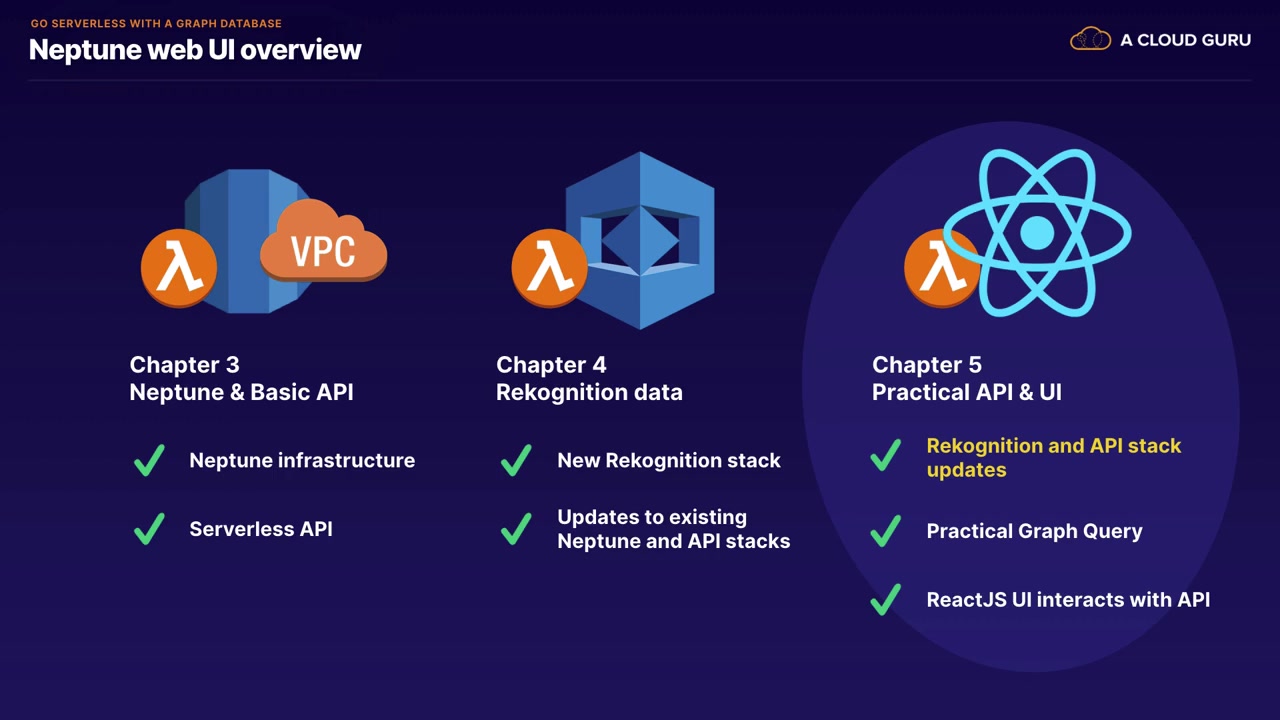 GO SERVERLESS WITH A GRAPH DATABASE
Neptune web UI overview
A CLOUD GURU
VPC
Chapter 3
Neptune & Basic API
Neptune infrastructure
Serverless API
Chapter 4
Rekognition data
New Rekognition stack
Updates to existing
Neptune and API stacks
Chapter 5
Practical API & UI
Rekognition and API stack
updates
Practical Graph Query
ReactJS UI interacts with API